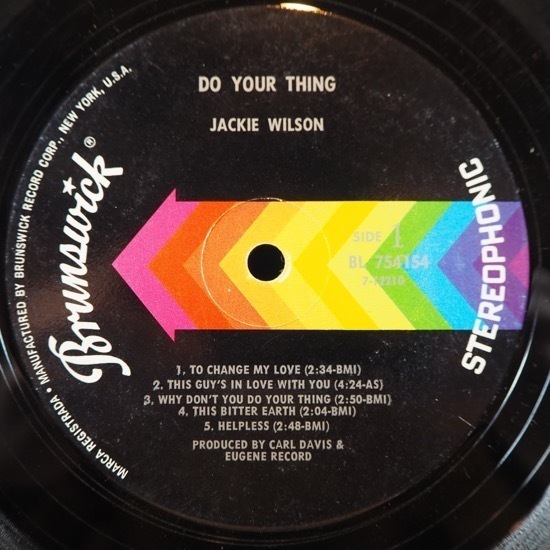 DO YOUR THING
JACKIE WILSON
Brunswick®
MARCA REGISTRADA • MANUFACTURED BY BRUNSWICK RECORD CORP., NEW YORK, U.S.A.
SIDE 1
BL 754154
7-12210
STEREOPHONIC
1. TO CHANGE MY LOVE (2:34-BMI)
2. THIS GUY'S IN LOVE WITH YOU (4:24-AS)
3. WHY DON'T YOU DO YOUR THING (2:50-BMI)
4. THIS BITTER EARTH (2:04-BMI)
5. HELPLESS (2:48-BMI)
PRODUCED BY CARL DAVIS &
EUGENE RECORD